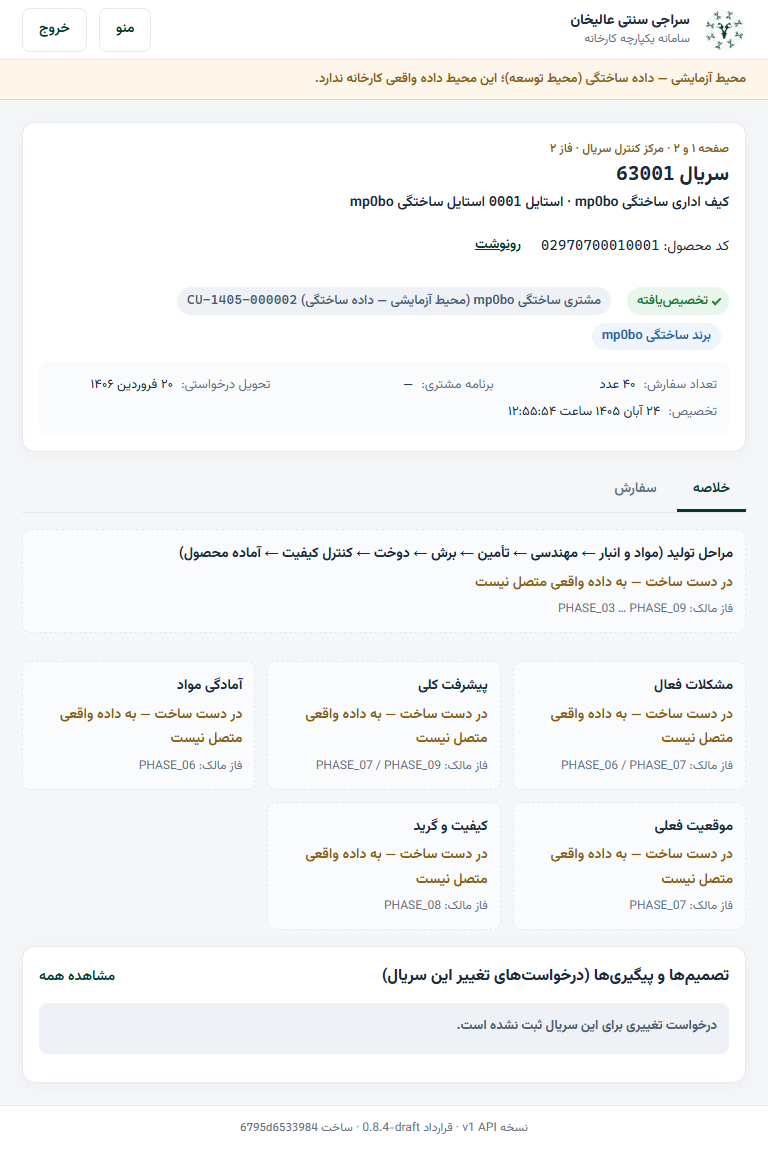 سراجی سنتی عالیخان
سامانه یکپارچه کارخانه
منو
خروج
محیط آزمایشی — داده ساختگی (محیط توسعه)؛ این محیط داده واقعی کارخانه ندارد.
صفحه ۱ و ۲ · مرکز کنترل سریال · فاز ۲
سریال 63001
کیف اداری ساختگی mp0bo · استایل 0001 استایل ساختگی mp0bo
کد محصول: 02970700010001 رونوشت
✓ تخصیص‌یافته
مشتری ساختگی mp0bo (محیط آزمایشی — داده ساختگی) CU-1405-000002
برند ساختگی mp0bo
تعداد سفارش: ۴۰ عدد
برنامه مشتری: —
تحویل درخواستی: ۲۰ فروردین ۱۴۰۶
تخصیص: ۲۴ آبان ۱۴۰۵ ساعت ۱۲:۵۵:۵۴
خلاصه
سفارش
مراحل تولید (مواد و انبار ← مهندسی ← تأمین ← برش ← دوخت ← کنترل کیفیت ← آماده محصول)
در دست ساخت — به داده واقعی متصل نیست
فاز مالک: PHASE_03 … PHASE_09
مشکلات فعال
در دست ساخت — به داده واقعی
متصل نیست
فاز مالک: PHASE_06 / PHASE_07
پیشرفت کلی
در دست ساخت — به داده واقعی
متصل نیست
فاز مالک: PHASE_07 / PHASE_09
آمادگی مواد
در دست ساخت — به داده واقعی
متصل نیست
فاز مالک: PHASE_06
موقعیت فعلی
در دست ساخت — به داده واقعی
متصل نیست
فاز مالک: PHASE_07
کیفیت و گرید
در دست ساخت — به داده واقعی
متصل نیست
فاز مالک: PHASE_08
تصمیم‌ها و پیگیری‌ها (درخواست‌های تغییر این سریال)
مشاهده همه
درخواست تغییری برای این سریال ثبت نشده است.
نسخه API v1 · قرارداد 0.8.4-draft · ساخت 6795d6533984